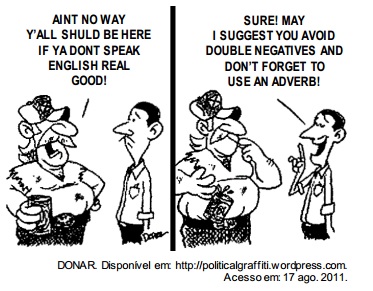 AINT NO WAY
Y'ALL SHULD BE HERE
IF YA DONT SPEAK
ENGLISH REAL
GOOD!
SURE! MAY
I SUGGEST YOU AVOID
DOUBLE NEGATIVES AND
DON'T FORGET TO
USE AN ADVERB!
DONAR. Disponível em: http://politicalgraffiti.wordpress.com.
Acesso em: 17 ago. 2011.